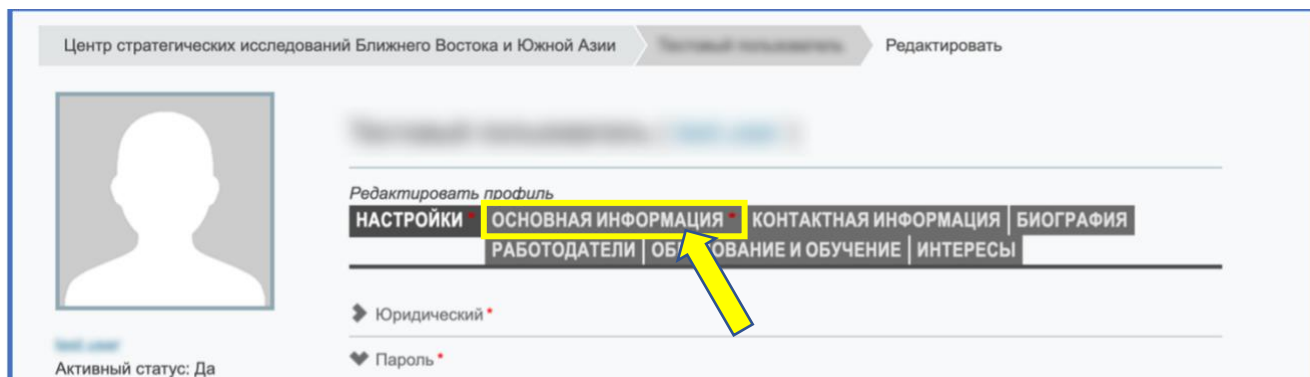 Центр стратегических исследований Ближнего Востока и Южной Азии Редактировать
Редактировать профиль
НАСТРОЙКИ * ОСНОВНАЯ ИНФОРМАЦИЯ * КОНТАКТНАЯ ИНФОРМАЦИЯ БИОГРАФИЯ
РАБОТОДАТЕЛИ И ОБУЧЕНИЕ ИНТЕРЕСЫ
Юридический *
Пароль *
Активный статус: Да